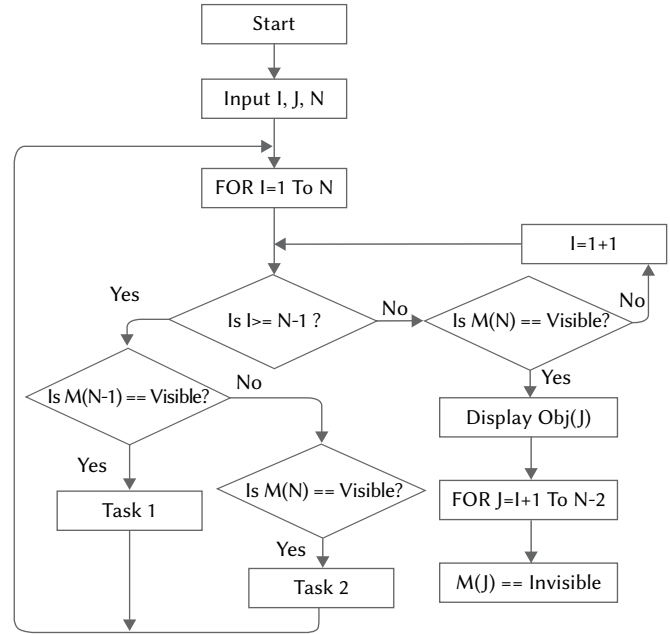 Start
Input I, J, N
FOR I=1 To N
I=1+1
Yes
Is I>= N-1 ?
No
Is M(N) == Visible?
No
Is M(N-1) == Visible?
No
Yes
Display Obj(J)
Yes
Task 1
Is M(N) == Visible?
FOR J=I+1 To N-2
Yes
Task 2
M(J) == Invisible